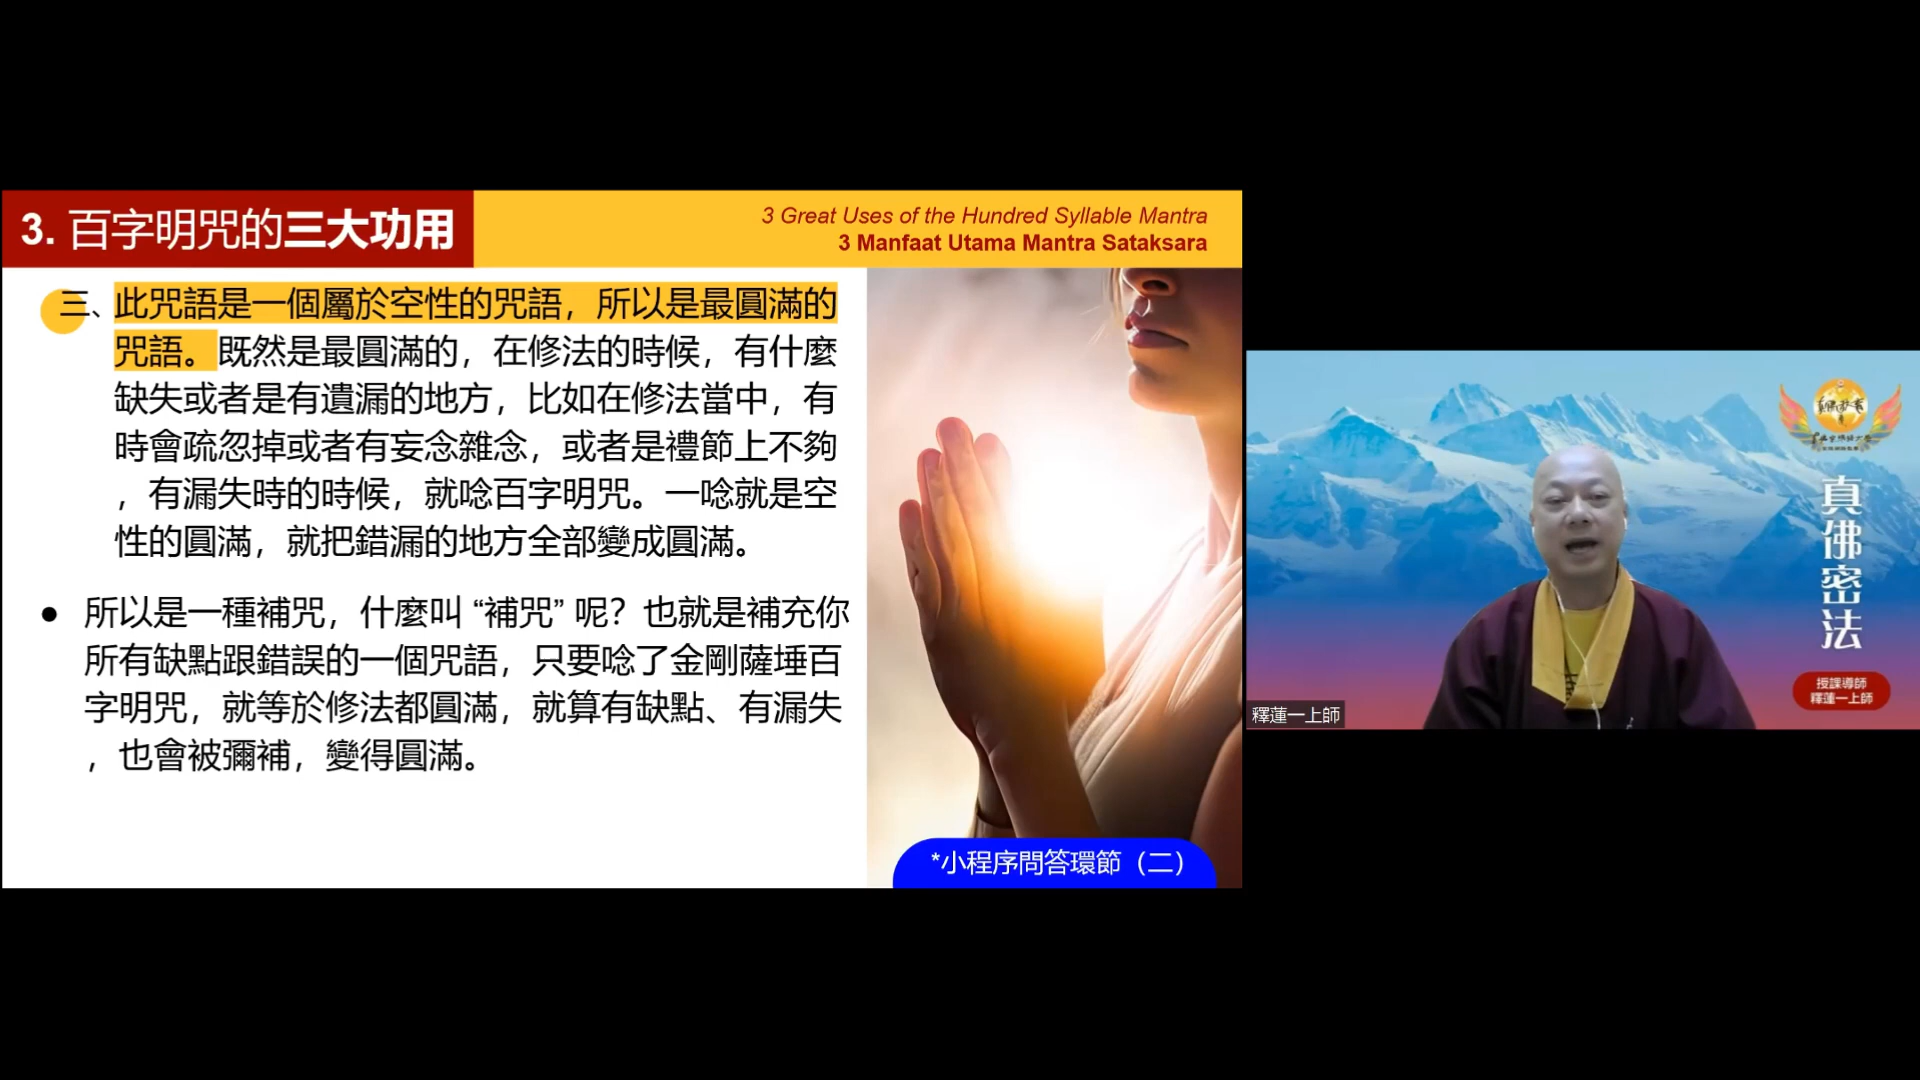 3. 百字明咒的三大功用
3 Great Uses of the Hundred Syllable Mantra
3 Manfaat Utama Mantra Sataksara
三、此咒語是一個屬於空性的咒語，所以是最圓滿的
咒語。既然是最圓滿的，在修法的時候，有什麼
缺失或者是有遺漏的地方，比如在修法當中，有
時會疏忽掉或者有妄念雜念，或者是禮節上不夠
，有漏失時的時候，就唸百字明咒。一唸就是空
性的圓滿，就把錯漏的地方全部變成圓滿。
● 所以是一種補咒，什麼叫 “補咒” 呢？也就是補充你
所有缺點跟錯誤的一個咒語，只要唸了金剛薩埵百
字明咒，就等於修法都圓滿，就算有缺點、有漏失
，也會被彌補，變得圓滿。
*小程序問答環節（二）
真佛密法
授課導師
釋蓮一上師
釋蓮一上師